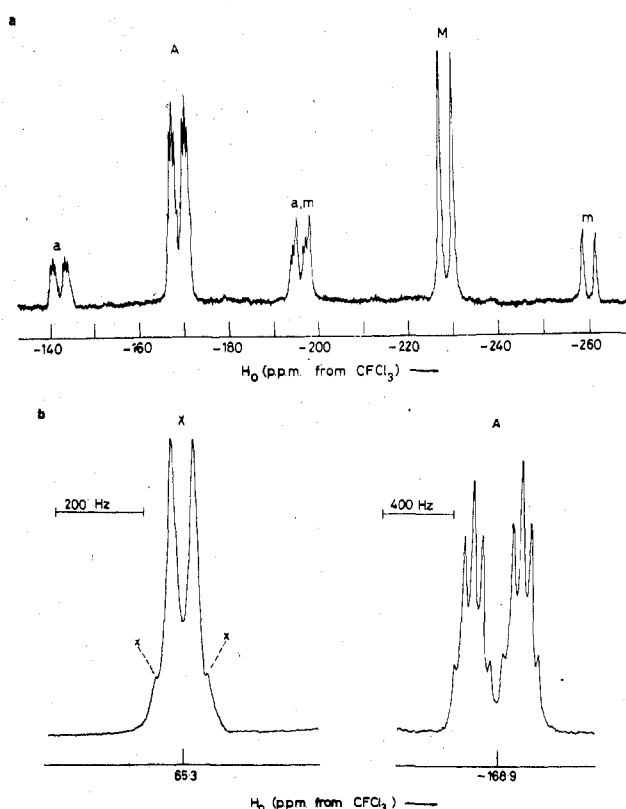 a
A
M
a
a,m
m
-140
-160
-180
-200
-220
-240
-260
H₀ (p.p.m. from CFCl₃) —
b
X
A
200 Hz
400 Hz
x
x
65·3
-168·9
H₀ (p.p.m. from CFCl₃) —